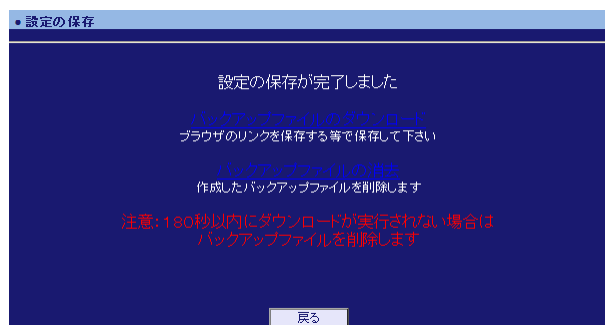 ●設定の保存
設定の保存が完了しました
バックアップファイルのダウンロード
ブラウザのリンクを保存する等で保存して下さい
バックアップファイルの消去
作成したバックアップファイルを削除します
注意:180秒以内にダウンロードが実行されない場合は
バックアップファイルを削除します
戻る